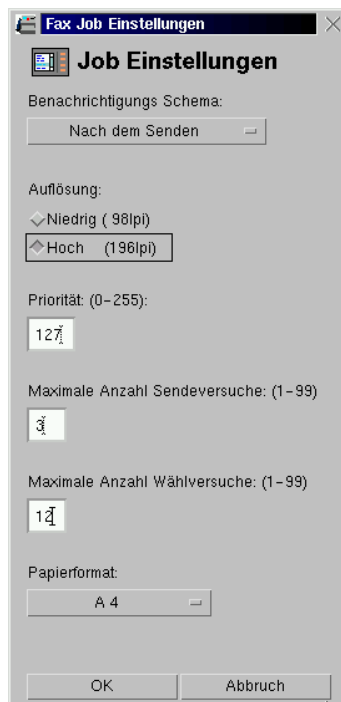 Fax Job Einstellungen
Job Einstellungen
Benachrichtigungs Schema:
Nach dem Senden
Auflösung:
Niedrig ( 98lpi)
Hoch (196lpi)
Priorität: (0-255):
127
Maximale Anzahl Sendeversuche: (1-99)
3
Maximale Anzahl Wählversuche: (1-99)
12
Papierformat:
A 4
OK Abbruch